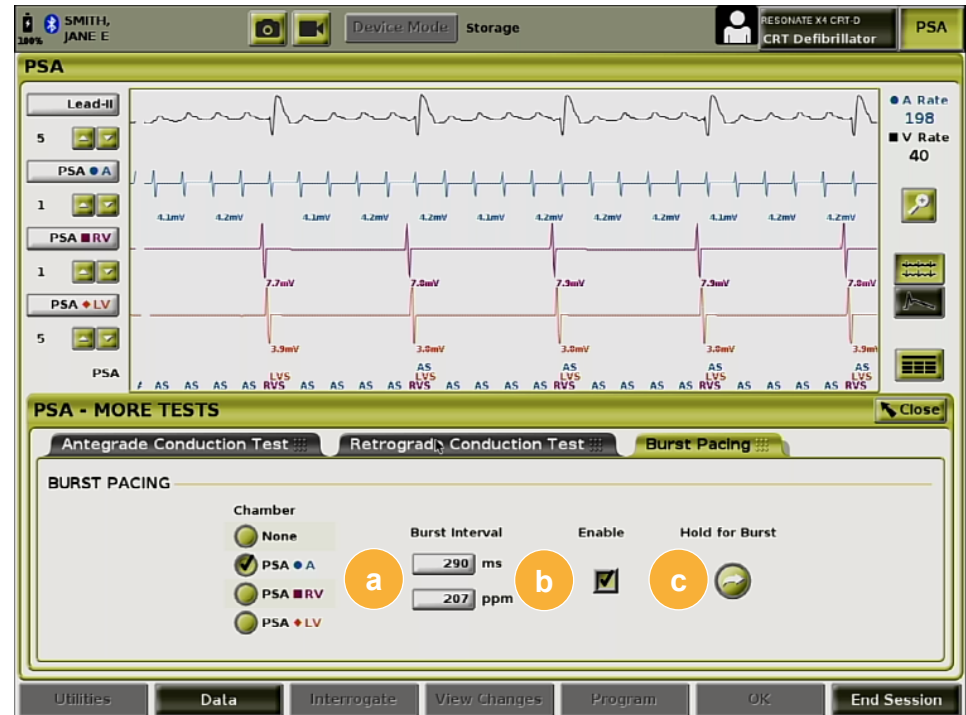 100%
SMITH,
JANE E
Device Mode Storage
RESONATE X4 CRT-D
CRT Defibrillator
PSA
PSA
Lead-II
5
PSA A
1
PSA RV
1
PSA LV
5
PSA
4.1mV 4.2mV 4.1mV 4.2mV 4.2mV 4.1mV 4.2mV 4.2mV 4.2mV 4.1mV 4.2mV 4.2mV
7.7mV 7.8mV 7.9mV 7.9mV 7.8mV
3.9mV 3.8mV 3.8mV 3.8mV 3.9m
AS AS AS AS
LVS LVS LVS LVS LVS
AS AS AS AS RVS AS AS AS AS RVS AS AS AS AS RVS AS AS AS AS RVS AS AS AS AS RVS
A Rate
198
V Rate
40
PSA - MORE TESTS
Close
Antegrade Conduction Test
Retrograde Conduction Test
Burst Pacing
BURST PACING
Chamber
None
PSA A
PSA RV
PSA LV
a
Burst Interval
290 ms
207 ppm
b
Enable
c
Hold for Burst
Utilities
Data
Interrogate
View Changes
Program
OK
End Session